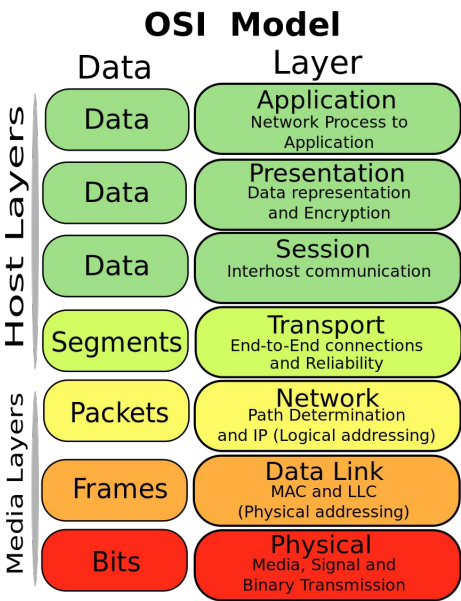 OSI Model
Data
Layer
Host Layers
Data
Application
Network Process to
Application
Data
Presentation
Data representation
and Encryption
Data
Session
Interhost communication
Segments
Transport
End-to-End connections
and Reliability
Media Layers
Packets
Network
Path Determination
and IP (Logical addressing)
Frames
Data Link
MAC and LLC
(Physical addressing)
Bits
Physical
Media, Signal and
Binary Transmission